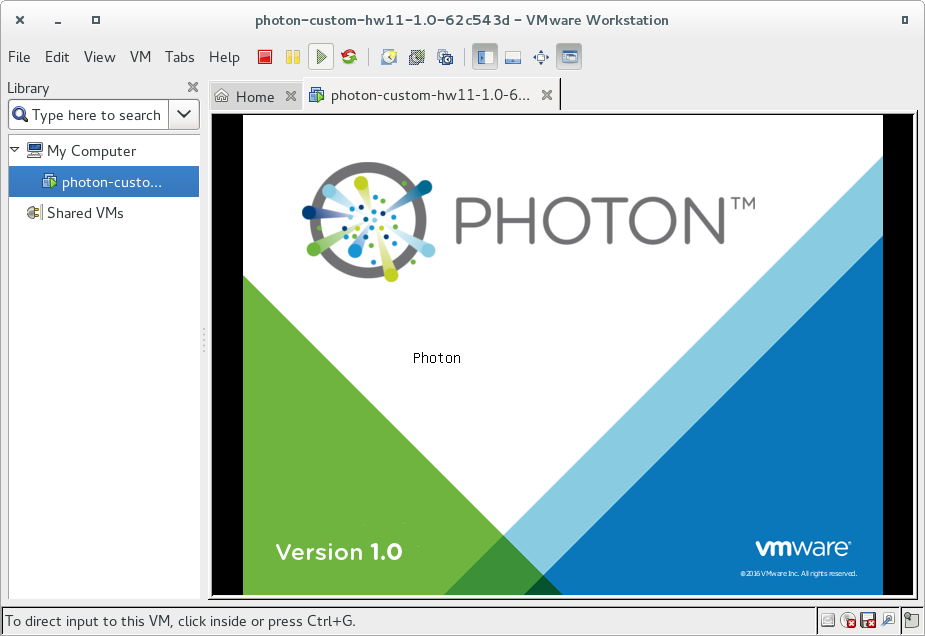 photon-custom-hw11-1.0-62c543d – VMware Workstation
File Edit View VM Tabs Help
Library
Home
photon-custom-hw11-1.0-6...
Type here to search
My Computer
photon-custo...
Shared VMs
PHOTON™
Photon
Version 1.0
vmware®
©2016 VMware Inc. All rights reserved.
To direct input to this VM, click inside or press Ctrl+G.